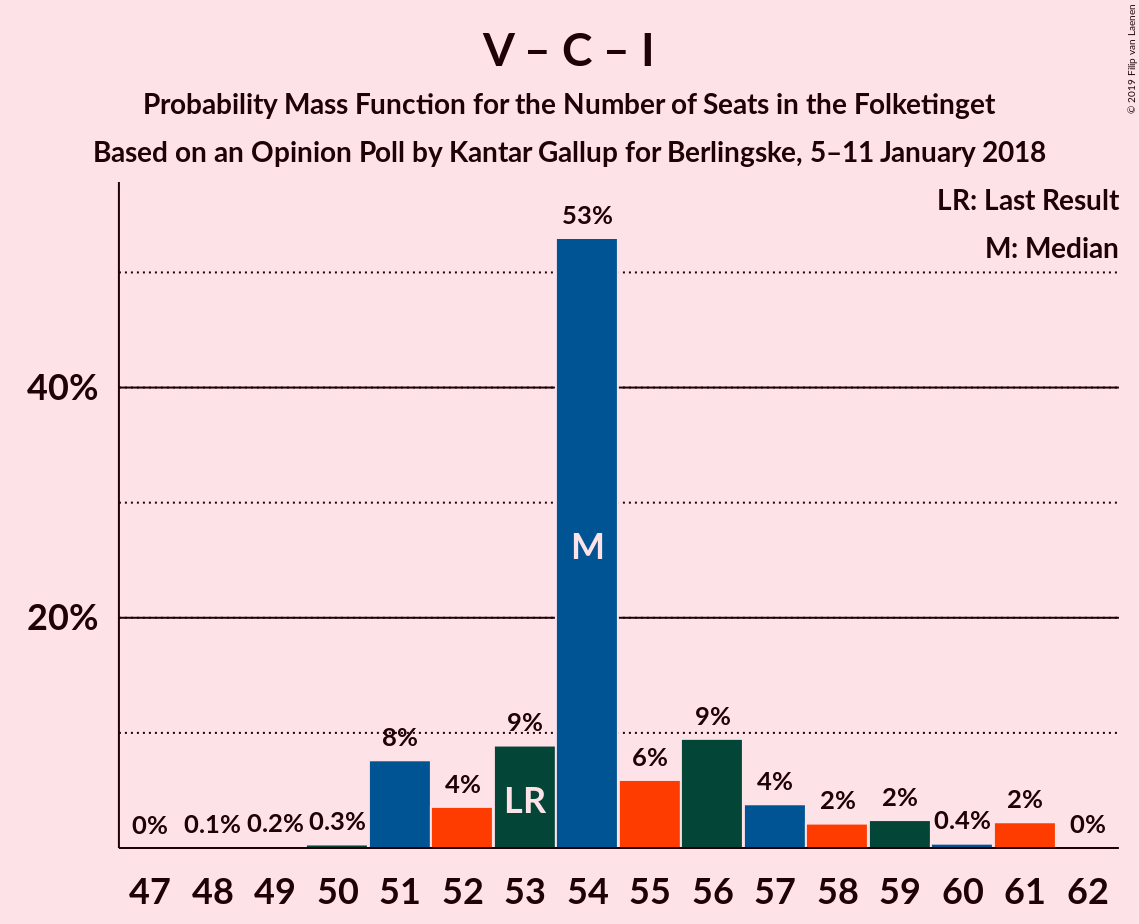 V – C – I
Probability Mass Function for the Number of Seats in the Folketinget
Based on an Opinion Poll by Kantar Gallup for Berlingske, 5–11 January 2018
© 2019 Filip van Laenen
LR: Last Result
M: Median
40%
20%
0% 0.1% 0.2% 0.3% 8% 4% 9% 53% 6% 9% 4% 2% 2% 0.4% 2% 0%
M
LR
47 48 49 50 51 52 53 54 55 56 57 58 59 60 61 62